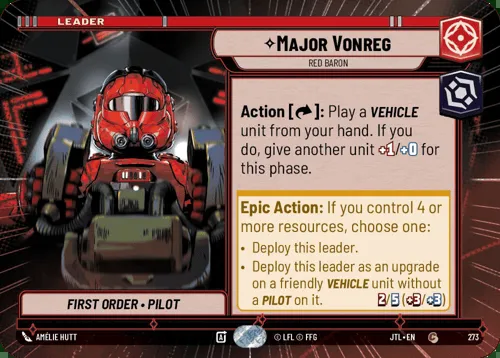 LEADER
MAJOR VONREG
RED BARON
Action [ ]: Play a VEHICLE
unit from your hand. If you
do, give another unit +1/+0 for
this phase.
Epic Action: If you control 4 or
more resources, choose one:
• Deploy this leader.
• Deploy this leader as an upgrade
on a friendly VEHICLE unit without
a PILOT on it. 2/5 (+3/+3)
FIRST ORDER • PILOT
AMÉLIE HUTT
A
© LFL © FFG
JTL • EN
C
273